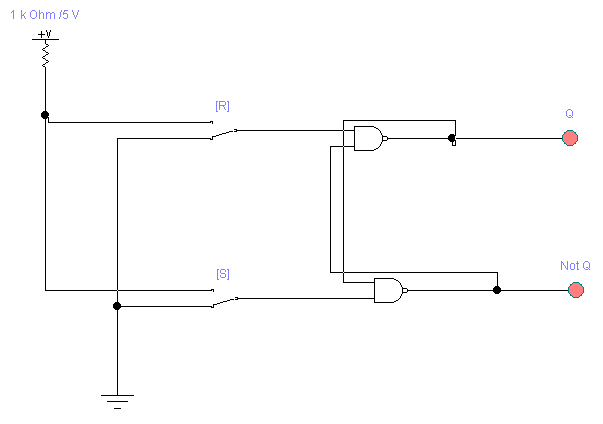 1 k Ohm /5 V
+V
[R]
Q
[S]
Not Q